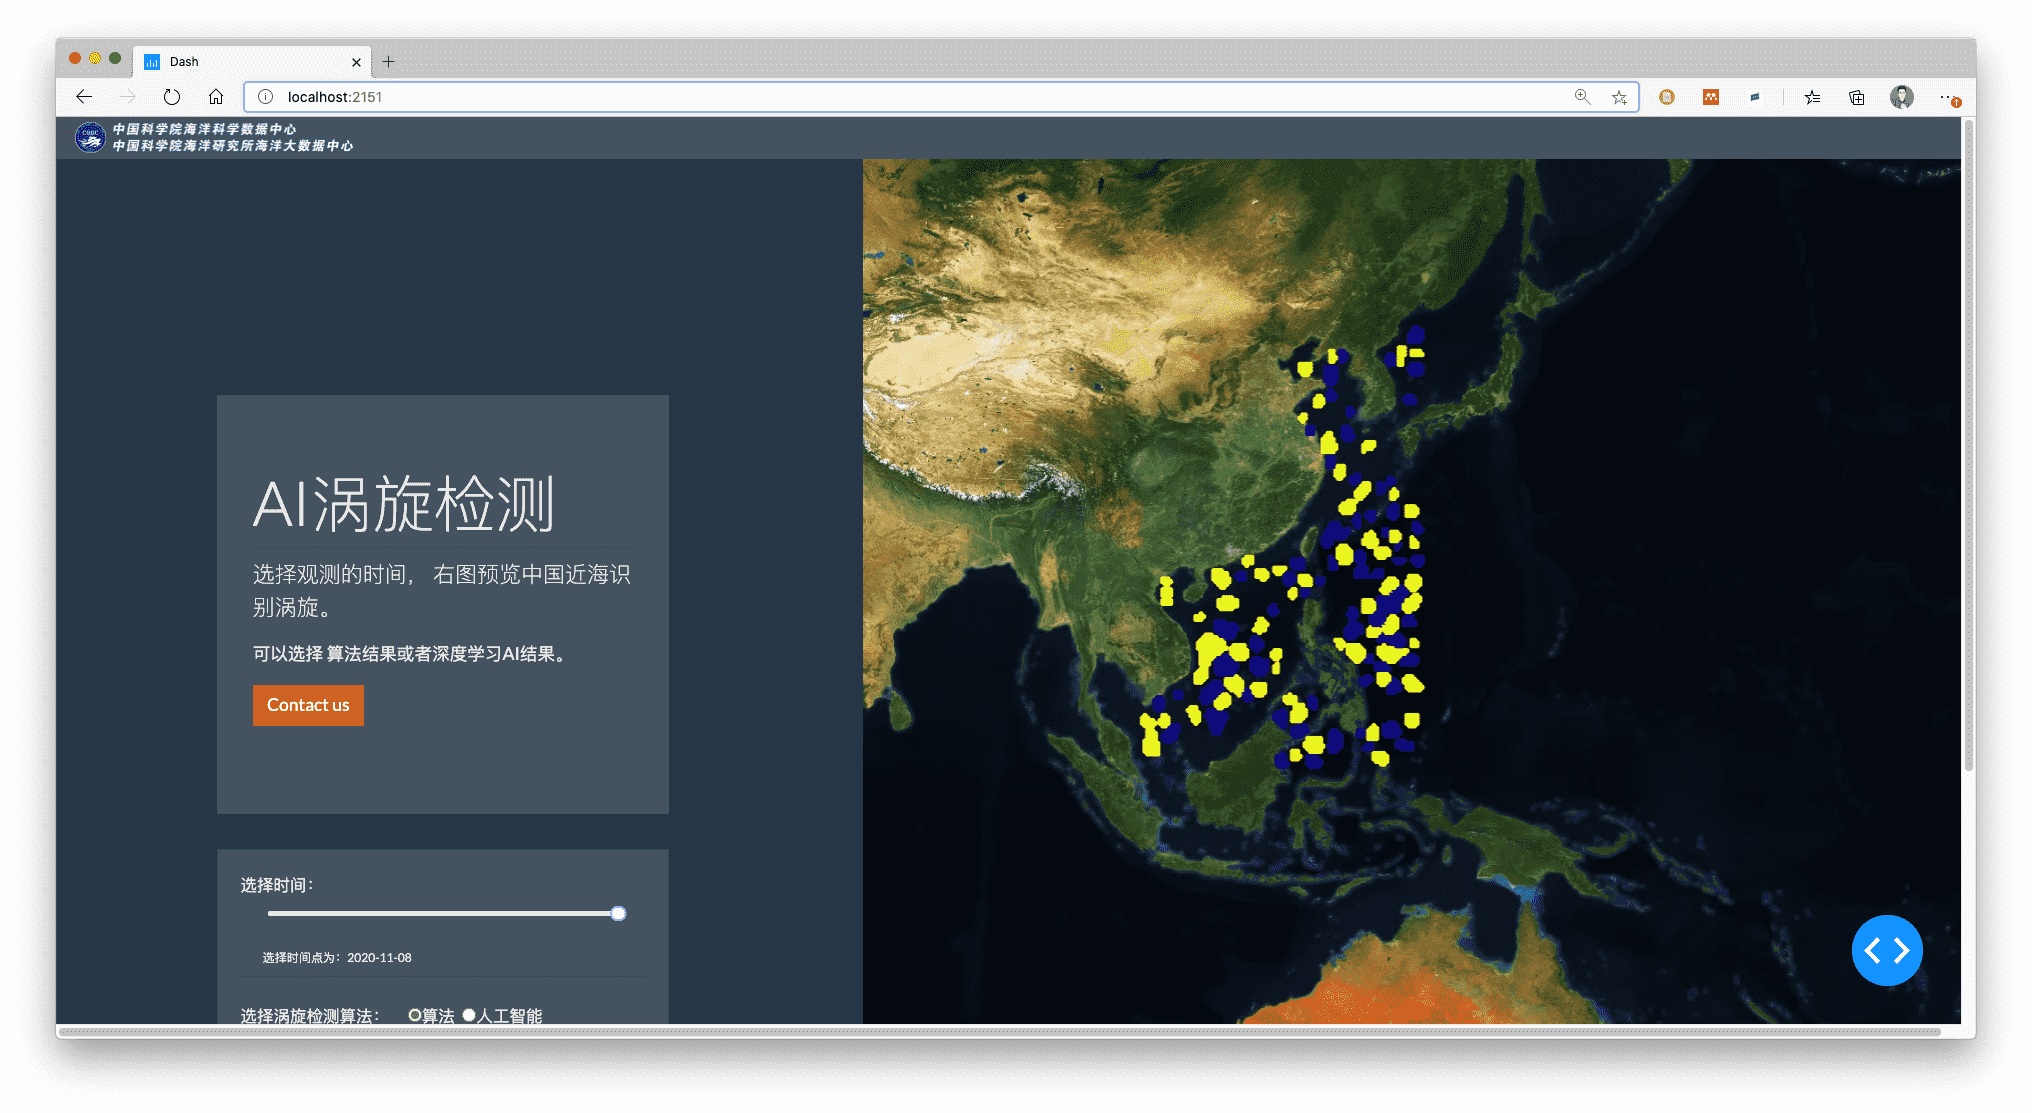 Dash
localhost:2151
中国科学院海洋科学数据中心
中国科学院海洋研究所海洋大数据中心
AI涡旋检测
选择观测的时间， 右图预览中国近海识
别涡旋。
可以选择 算法结果或者深度学习AI结果。
Contact us
选择时间：
选择时间点为：2020-11-08
选择涡旋检测算法： 算法 人工智能